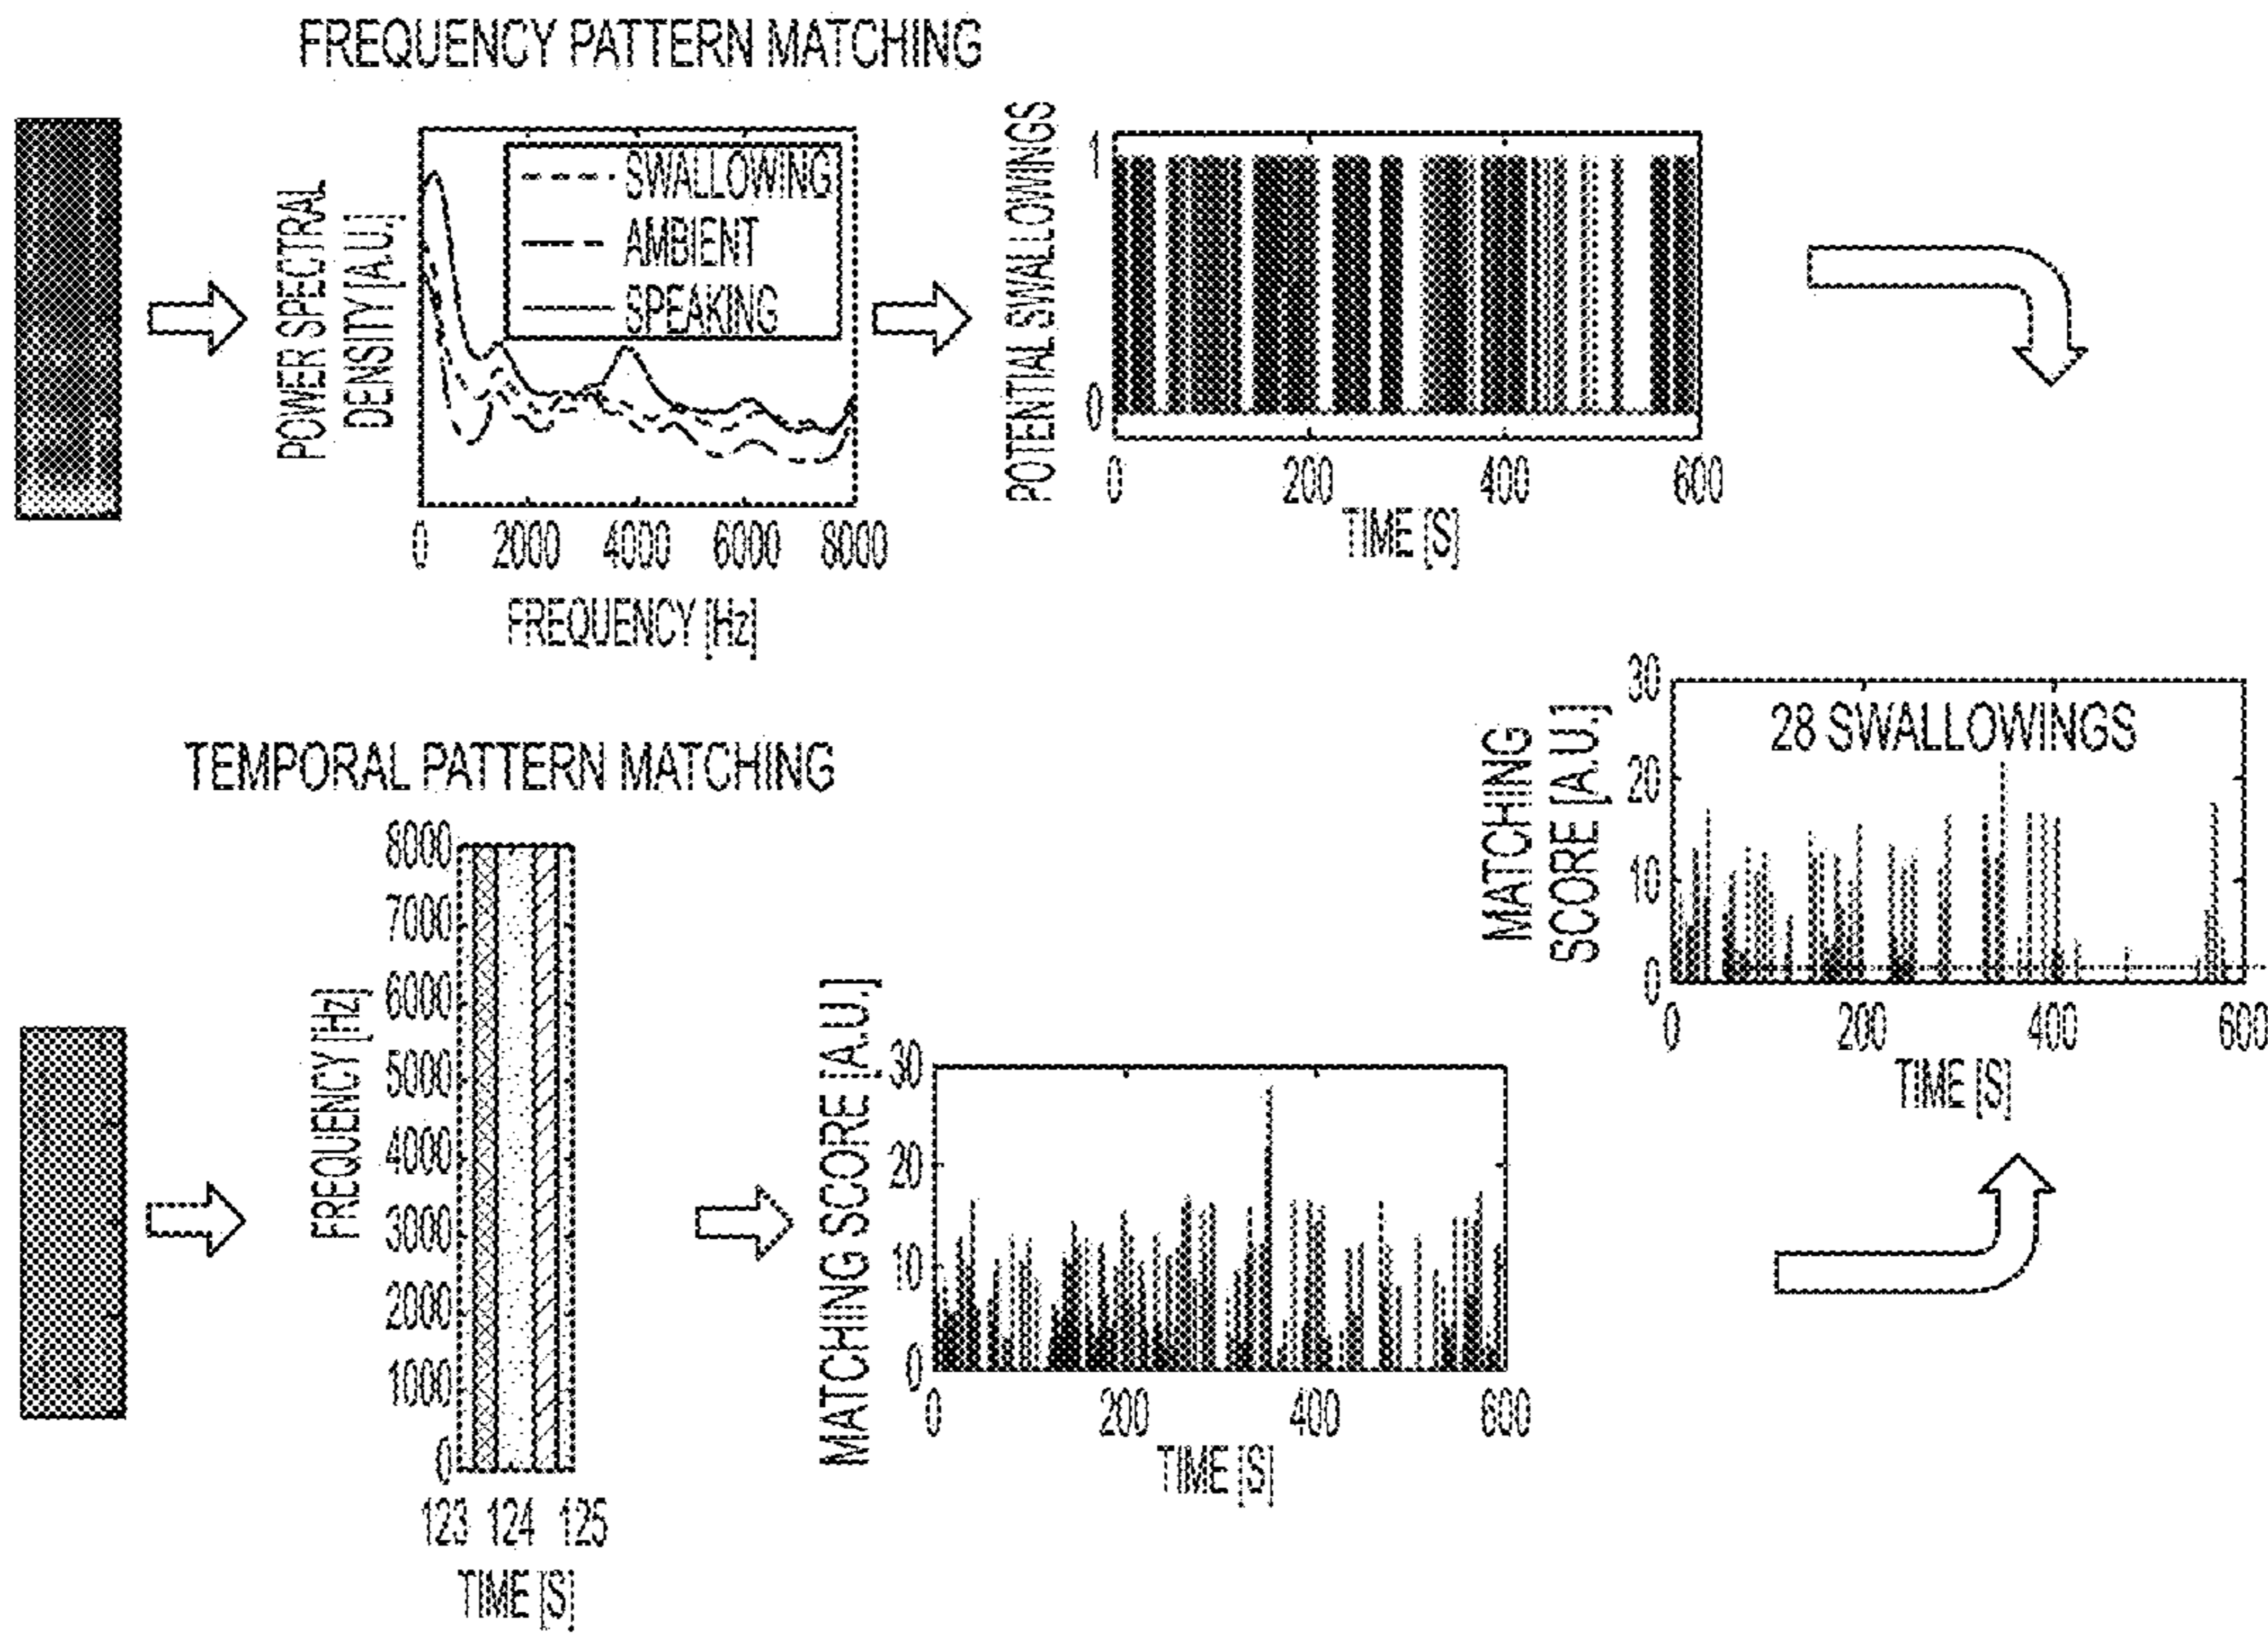 FREQUENCY PATTERN MATCHING
POWER SPECTRAL
DENSITY [A.U.]
SWALLOWING
AMBIENT
SPEAKING
0 2000 4000 6000 8000
FREQUENCY [Hz]
POTENTIAL SWALLOWINGS
1
0
0 200 400 600
TIME [S]
TEMPORAL PATTERN MATCHING
FREQUENCY [Hz]
8000
7000
6000
5000
4000
3000
2000
1000
0
123 124 125
TIME [S]
MATCHING SCORE [A.U.]
30
20
10
0
0 200 400 600
TIME [S]
MATCHING
SCORE [A.U.]
30
20
10
0
28 SWALLOWINGS
0 200 400 600
TIME [S]